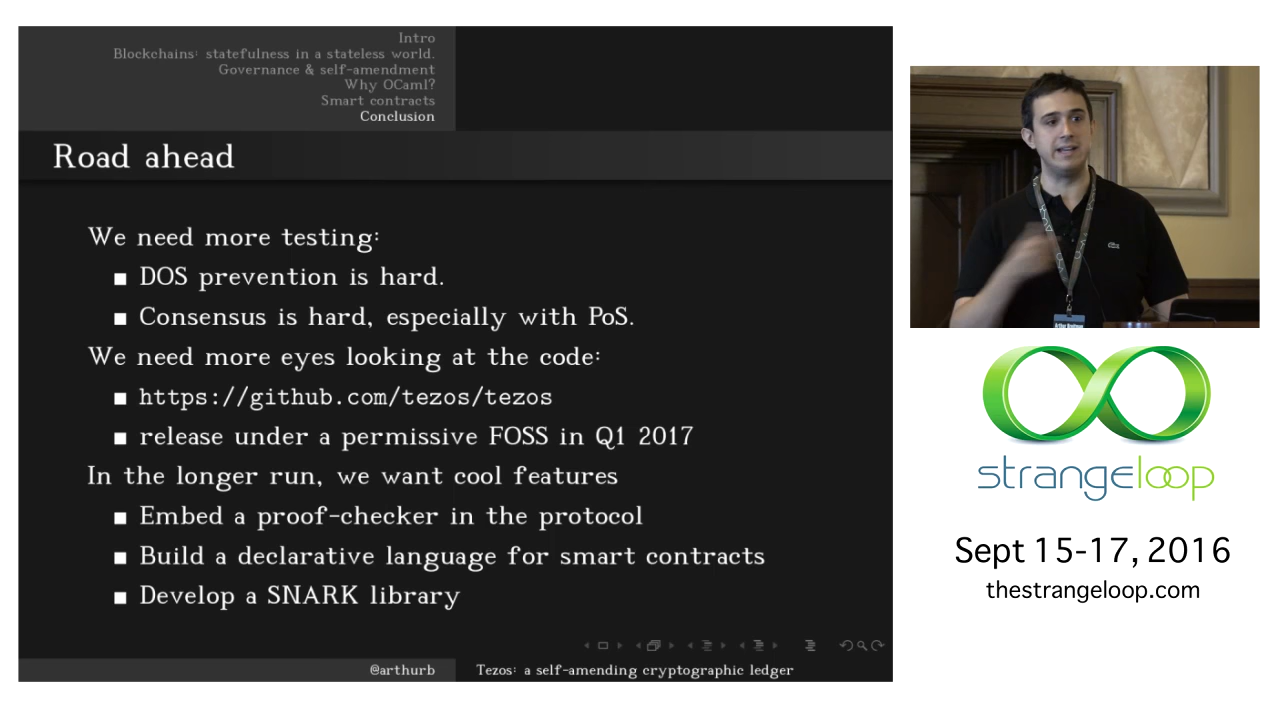 Intro
Blockchains: statefulness in a stateless world.
Governance & self-amendment
Why OCaml?
Smart contracts
Conclusion
Road ahead
We need more testing:
■ DOS prevention is hard.
■ Consensus is hard, especially with PoS.
We need more eyes looking at the code:
■ https://github.com/tezos/tezos
■ release under a permissive FOSS in Q1 2017
In the longer run, we want cool features
■ Embed a proof-checker in the protocol
■ Build a declarative language for smart contracts
■ Develop a SNARK library
@arthurb
Tezos: a self-amending cryptographic ledger
strangeloop
Sept 15-17, 2016
thestrangeloop.com